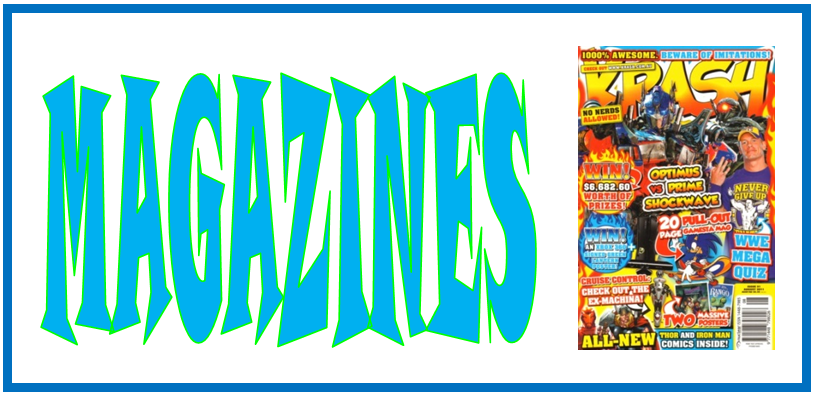 MAGAZINES
1000% AWESOME. BEWARE OF IMITATIONS!
KRASH
NO NERDS
ALLOWED!
WIN!
$6,682.60
WORTH OF
PRIZES!
OPTIMUS
VS PRIME
SHOCKWAVE
NEVER
GIVE UP
20
PAGE
PULL-OUT
GAMESTA MAG
WIN!
WWE
MEGA
QUIZ
CRUISE CONTROL:
CHECK OUT THE
EX-MACHINA!
RANGO
TWO MASSIVE
POSTERS
ALL-NEW THOR AND IRON MAN
COMICS INSIDE!